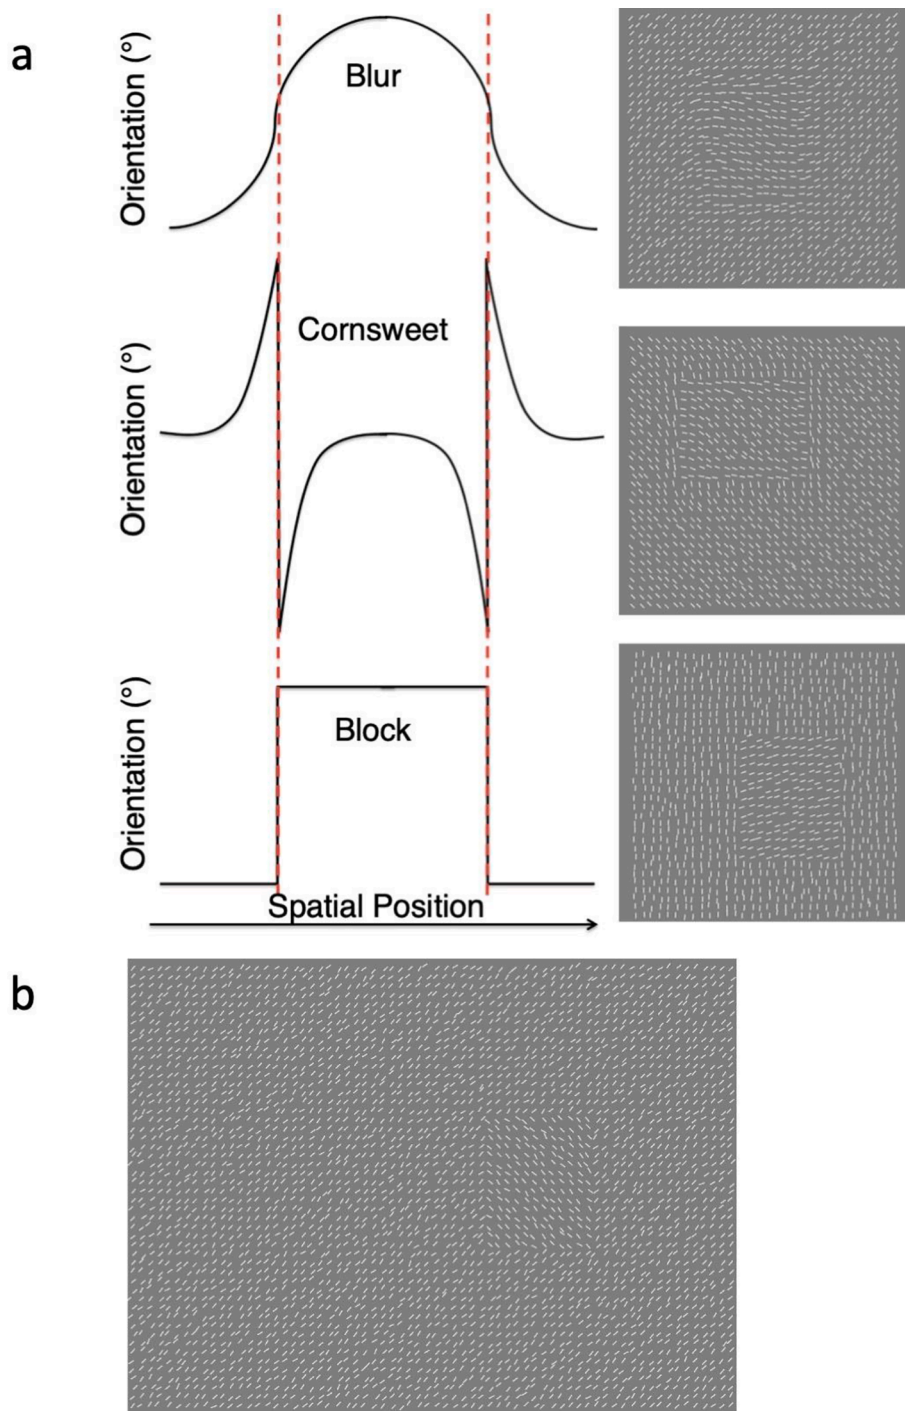 a
Orientation (°)
Blur
Orientation (°)
Cornsweet
Orientation (°)
Block
Spatial Position
b